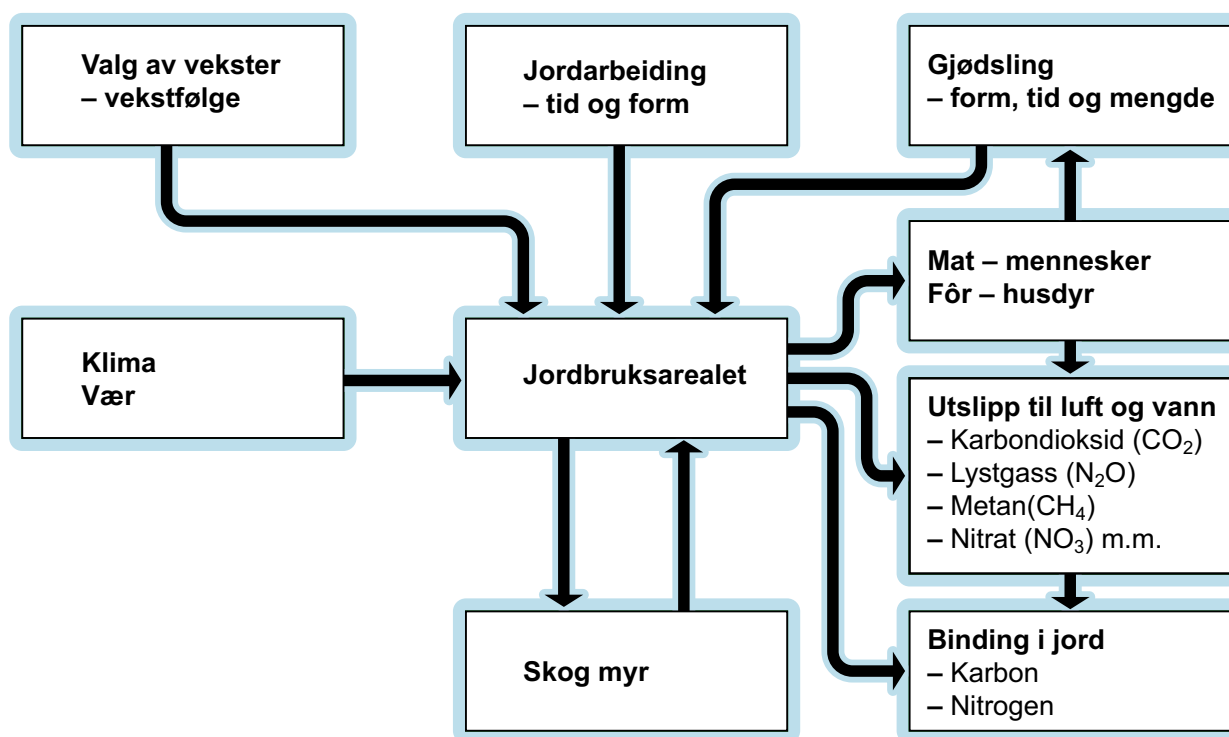 Valg av vekster
– vekstfølge
Jordarbeiding
– tid og form
Gjødsling
– form, tid og mengde
Mat – mennesker
Fôr – husdyr
Klima
Vær
Jordbruksarealet
Utslipp til luft og vann
– Karbondioksid (CO₂)
– Lystgass (N₂O)
– Metan(CH₄)
– Nitrat (NO₃) m.m.
Skog myr
Binding i jord
– Karbon
– Nitrogen